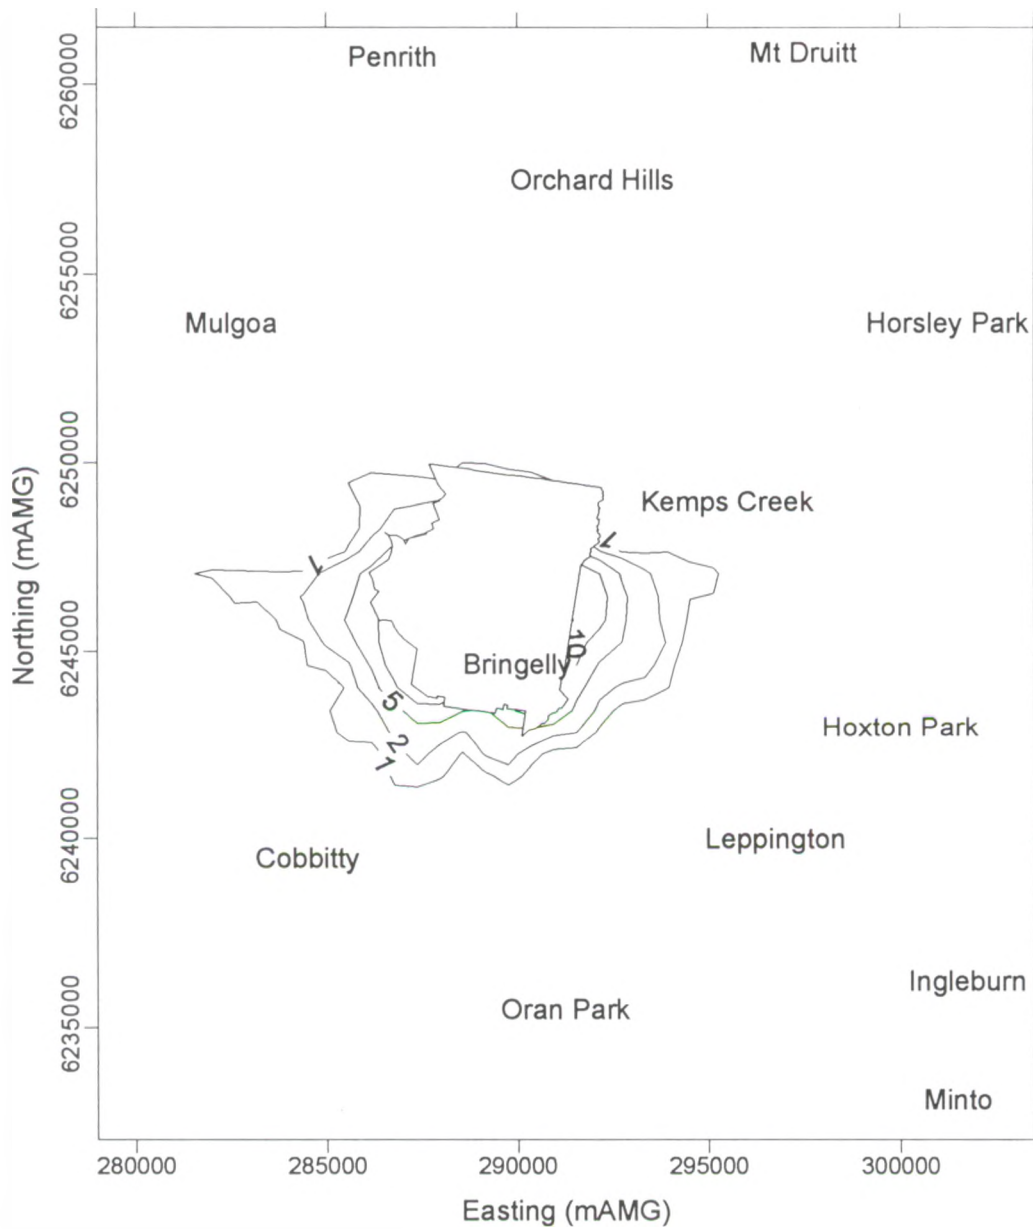 Penrith
Mt Druitt
6260000
Orchard Hills
6255000
Mulgoa
Horsley Park
6250000
Kemps Creek
Northing (mAMG)
1
1
6245000
10
Bringelly
5
2
1
Hoxton Park
6240000
Leppington
Cobbitty
Ingleburn
6235000
Oran Park
Minto
280000
285000
290000
295000
300000
Easting (mAMG)